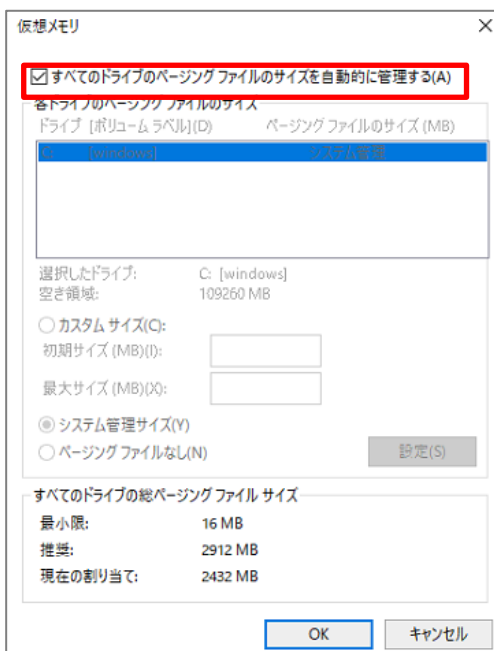 仮想メモリ
すべてのドライブのページング ファイルのサイズを自動的に管理する(A)
各ドライブのページング ファイルのサイズ
ドライブ [ボリューム ラベル](D) ページング ファイルのサイズ (MB)
C: [windows] システム管理
選択したドライブ: C: [windows]
空き領域: 109260 MB
カスタム サイズ(C):
初期サイズ (MB)(I):
最大サイズ (MB)(X):
システム管理サイズ(Y)
ページング ファイルなし(N) 設定(S)
すべてのドライブの総ページング ファイル サイズ
最小限: 16 MB
推奨: 2912 MB
現在の割り当て: 2432 MB
OK キャンセル